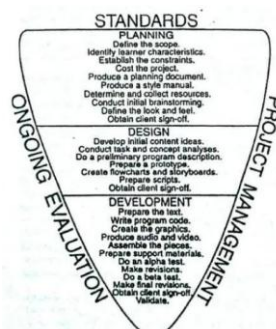 STANDARDS
PLANNING
Define the scope.
Identify learner characteristics.
Establish the constraints.
Cost the project.
Produce a planning document.
Produce a style manual.
Determine and collect resources.
Conduct initial brainstorming.
Define the look and feel.
Obtain client sign-off.
DESIGN
Develop initial content ideas.
Conduct task and concept analyses.
Do a preliminary program description.
Prepare a prototype.
Create flowcharts and storyboards.
Prepare scripts.
Obtain client sign-off.
DEVELOPMENT
Prepare the text.
Write program code.
Create the graphics.
Produce audio and video.
Assemble the pieces.
Prepare support materials.
Do an alpha test.
Make revisions.
Do a beta test.
Make final revisions.
Obtain client sign-off.
Validate.
ONGOING EVALUATION
PROJECT MANAGEMENT